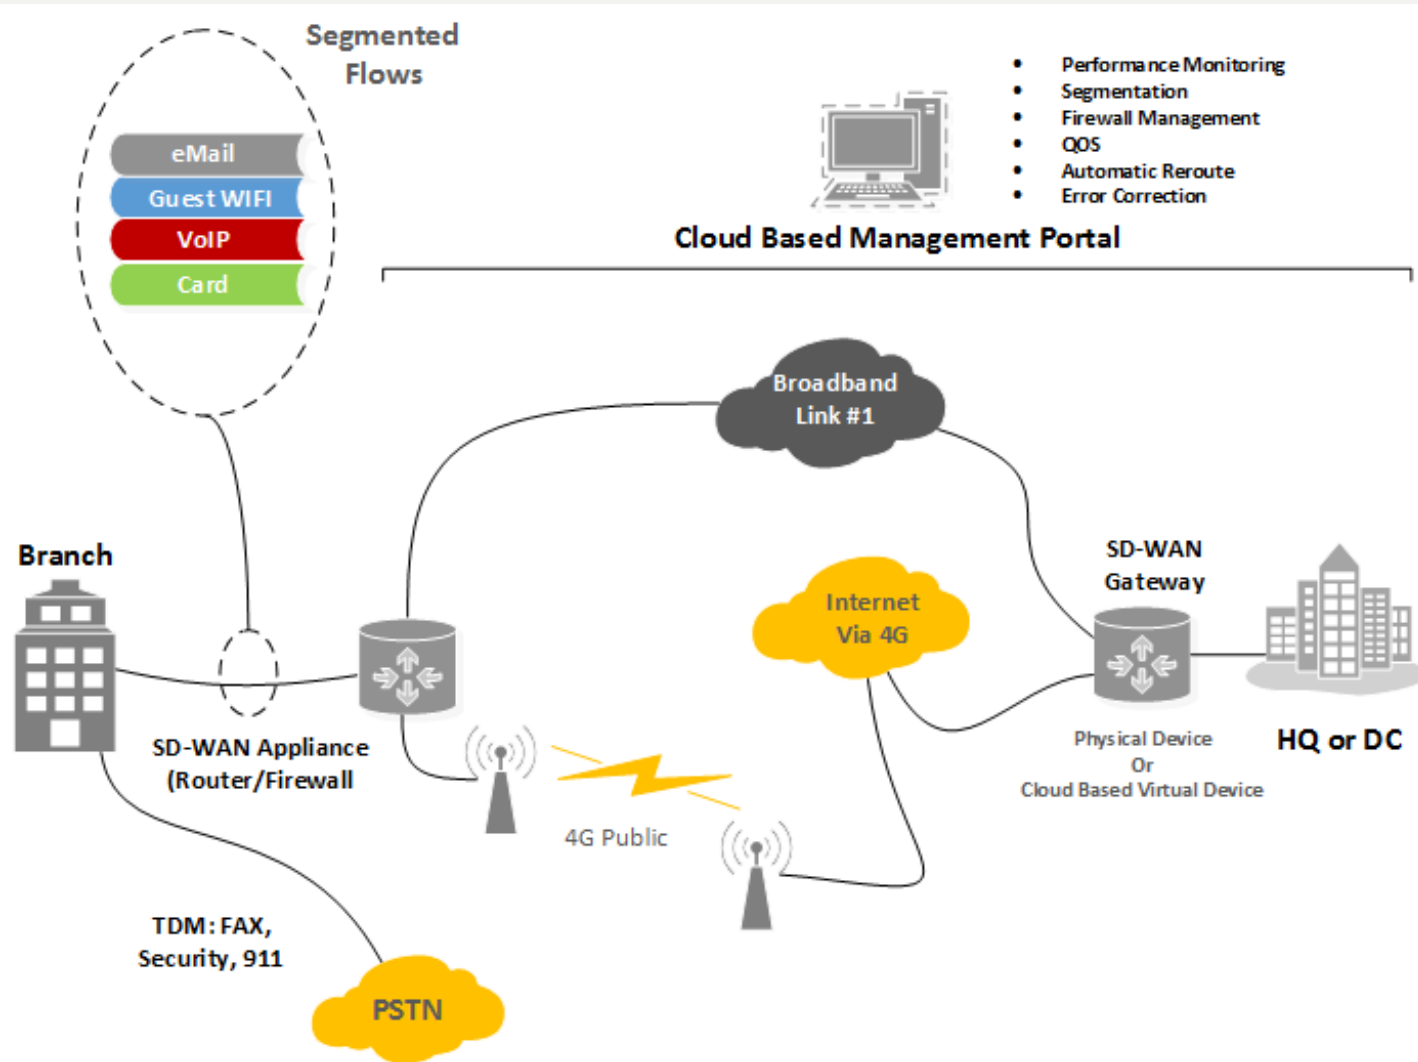 Segmented
Flows
eMail
Guest WIFI
VoIP
Card
• Performance Monitoring
• Segmentation
• Firewall Management
• QOS
• Automatic Reroute
• Error Correction
Cloud Based Management Portal
Broadband
Link #1
Branch
Internet
Via 4G
SD-WAN
Gateway
SD-WAN Appliance
(Router/Firewall
4G Public
Physical Device
Or
Cloud Based Virtual Device
HQ or DC
TDM: FAX,
Security, 911
PSTN